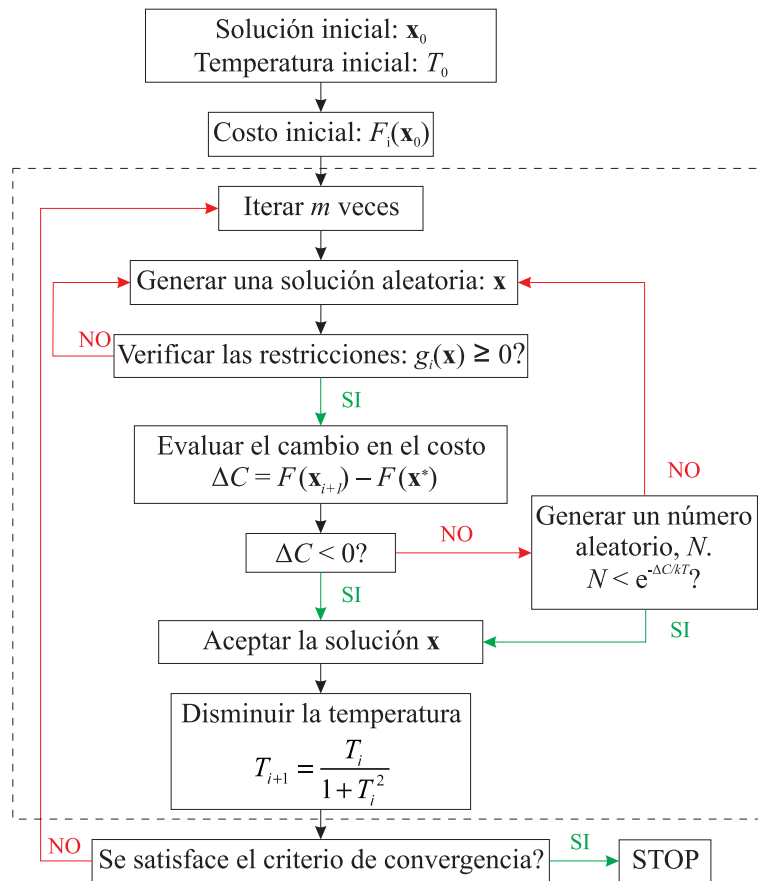 Solución inicial: x₀
Temperatura inicial: T₀
Costo inicial: Fᵢ(x₀)
Iterar m veces
Generar una solución aleatoria: x
NO
Verificar las restricciones: gᵢ(x) ≥ 0?
SI
Evaluar el cambio en el costo
ΔC = F(xᵢ₊₁) – F(x*)
NO
ΔC < 0?
NO
Generar un número
aleatorio, N.
N < e^(-ΔC/kT)?
SI
SI
Aceptar la solución x
Disminuir la temperatura
Tᵢ₊₁ = Tᵢ / (1 + Tᵢ²)
NO
Se satisface el criterio de convergencia?
SI
STOP